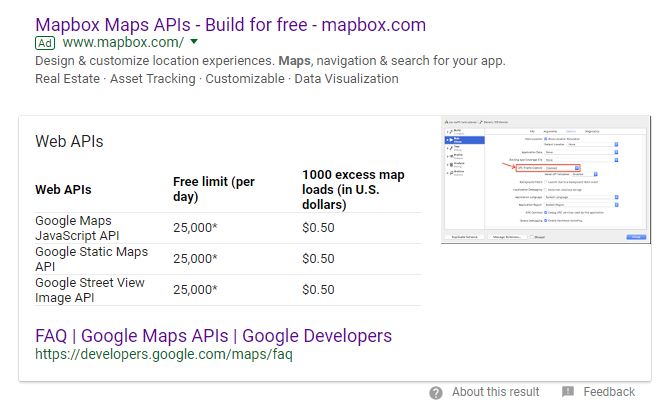 Mapbox Maps APIs - Build for free - mapbox.com
Ad www.mapbox.com/
Design & customize location experiences. Maps, navigation & search for your app.
Real Estate · Asset Tracking · Customizable · Data Visualization
Web APIs
Web APIs Free limit (per day) 1000 excess map loads (in U.S. dollars)
Google Maps JavaScript API 25,000* $0.50
Google Static Maps API 25,000* $0.50
Google Street View Image API 25,000* $0.50
FAQ | Google Maps APIs | Google Developers
https://developers.google.com/maps/faq
About this result Feedback